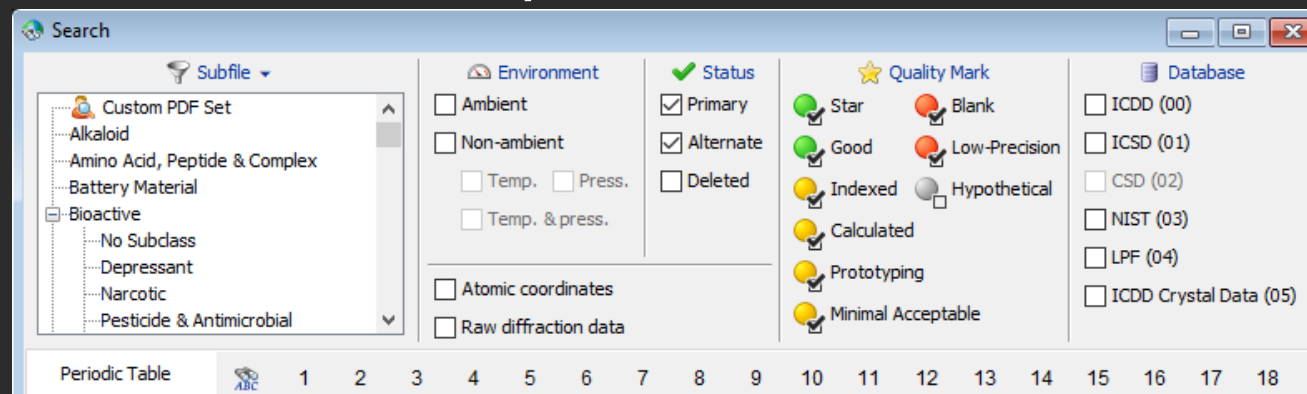 Search
Subfile
Custom PDF Set
Alkaloid
Amino Acid, Peptide & Complex
Battery Material
Bioactive
No Subclass
Depressant
Narcotic
Pesticide & Antimicrobial
Environment
Ambient
Non-ambient
Temp. Press.
Temp. & press.
Atomic coordinates
Raw diffraction data
Status
Primary
Alternate
Deleted
Quality Mark
Star Blank
Good Low-Precision
Indexed Hypothetical
Calculated
Prototyping
Minimal Acceptable
Database
ICDD (00)
ICSD (01)
CSD (02)
NIST (03)
LPF (04)
ICDD Crystal Data (05)
Periodic Table ABC 1 2 3 4 5 6 7 8 9 10 11 12 13 14 15 16 17 18